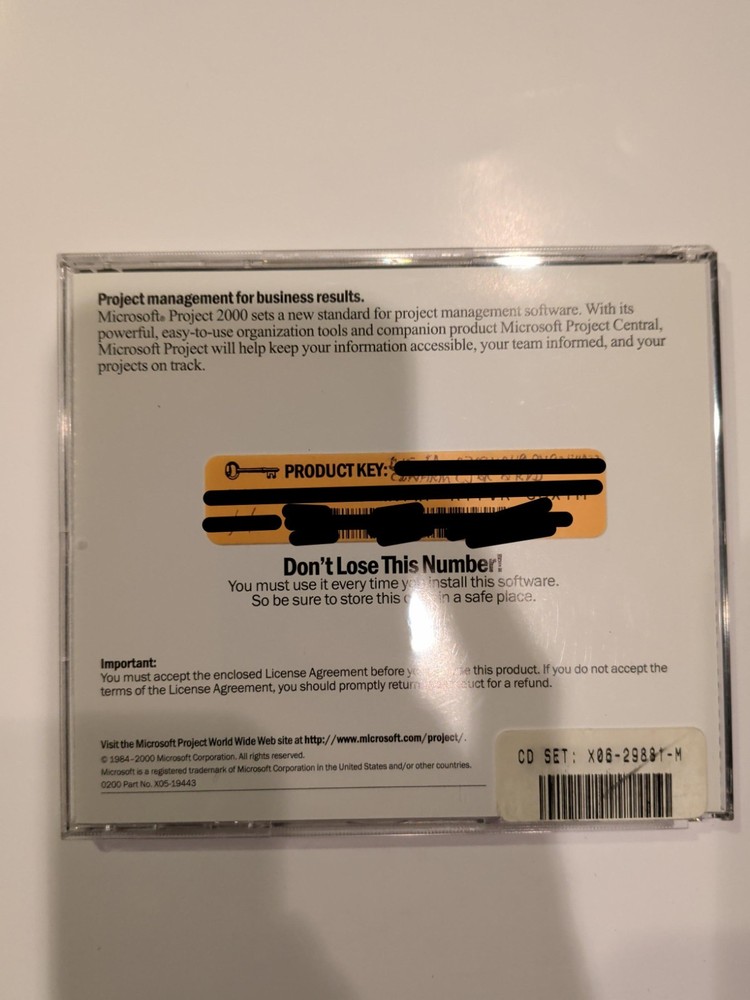 Project management for business results.
Microsoft® Project 2000 sets a new standard for project management software. With its
powerful, easy-to-use organization tools and companion product Microsoft Project Central,
Microsoft Project will help keep your information accessible, your team informed, and your
projects on track.
PRODUCT KEY:
Don't Lose This Number!
You must use it every time you install this software.
So be sure to store this in a safe place.
Important:
You must accept the enclosed License Agreement before this product. If you do not accept the
terms of the License Agreement, you should promptly return for a refund.
Visit the Microsoft Project World Wide Web site at http://www.microsoft.com/project/.
© 1984-2000 Microsoft Corporation. All rights reserved.
Microsoft is a registered trademark of Microsoft Corporation in the United States and/or other countries.
0200 Part No. X05-19443
CD SET: X06-29881-M